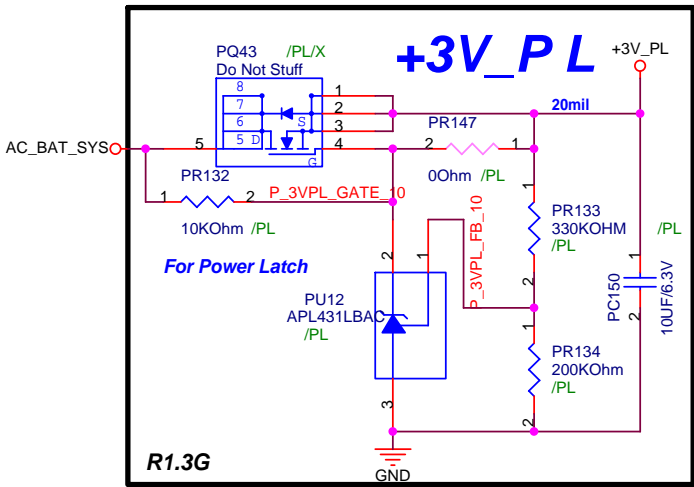 PQ43 /PL/X
Do Not Stuff
+3V_P L
+3V_PL
8
7
6
5 D
S
G
1
2
3
4
5
20mil
AC_BAT_SYS
PR147
2 1
0Ohm /PL
PR132
1 2
10KOhm /PL
P_3VPL_GATE_10
P_3VPL_FB_10
1
PR133
330KOHM
/PL
2
/PL
1
PC150
10UF/6.3V
2
For Power Latch
2
1
PU12
APL431LBAC
/PL
3
1
PR134
200KOhm
/PL
2
GND
R1.3G